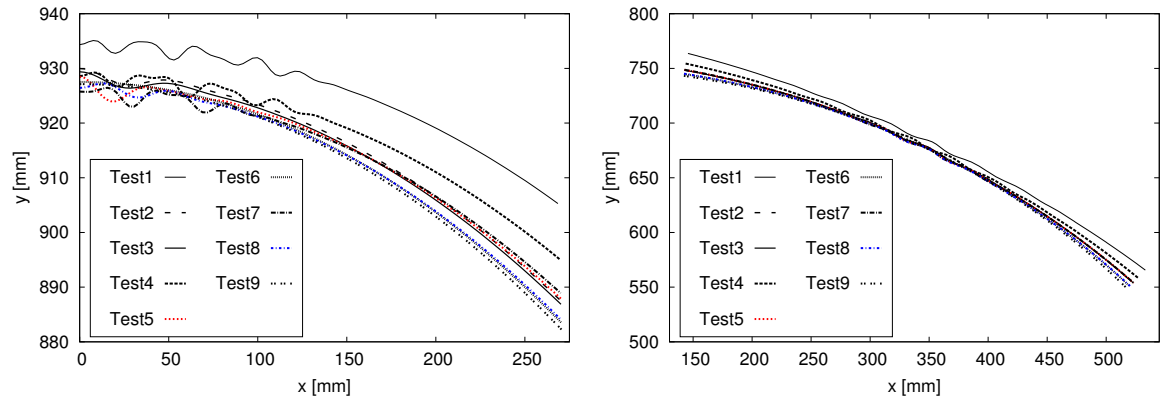 940
930
920
910
900
890
880
y [mm]
0 50 100 150 200 250
x [mm]
Test1 Test6
Test2 Test7
Test3 Test8
Test4 Test9
Test5
800
750
700
650
600
550
500
y [mm]
150 200 250 300 350 400 450 500
x [mm]
Test1 Test6
Test2 Test7
Test3 Test8
Test4 Test9
Test5